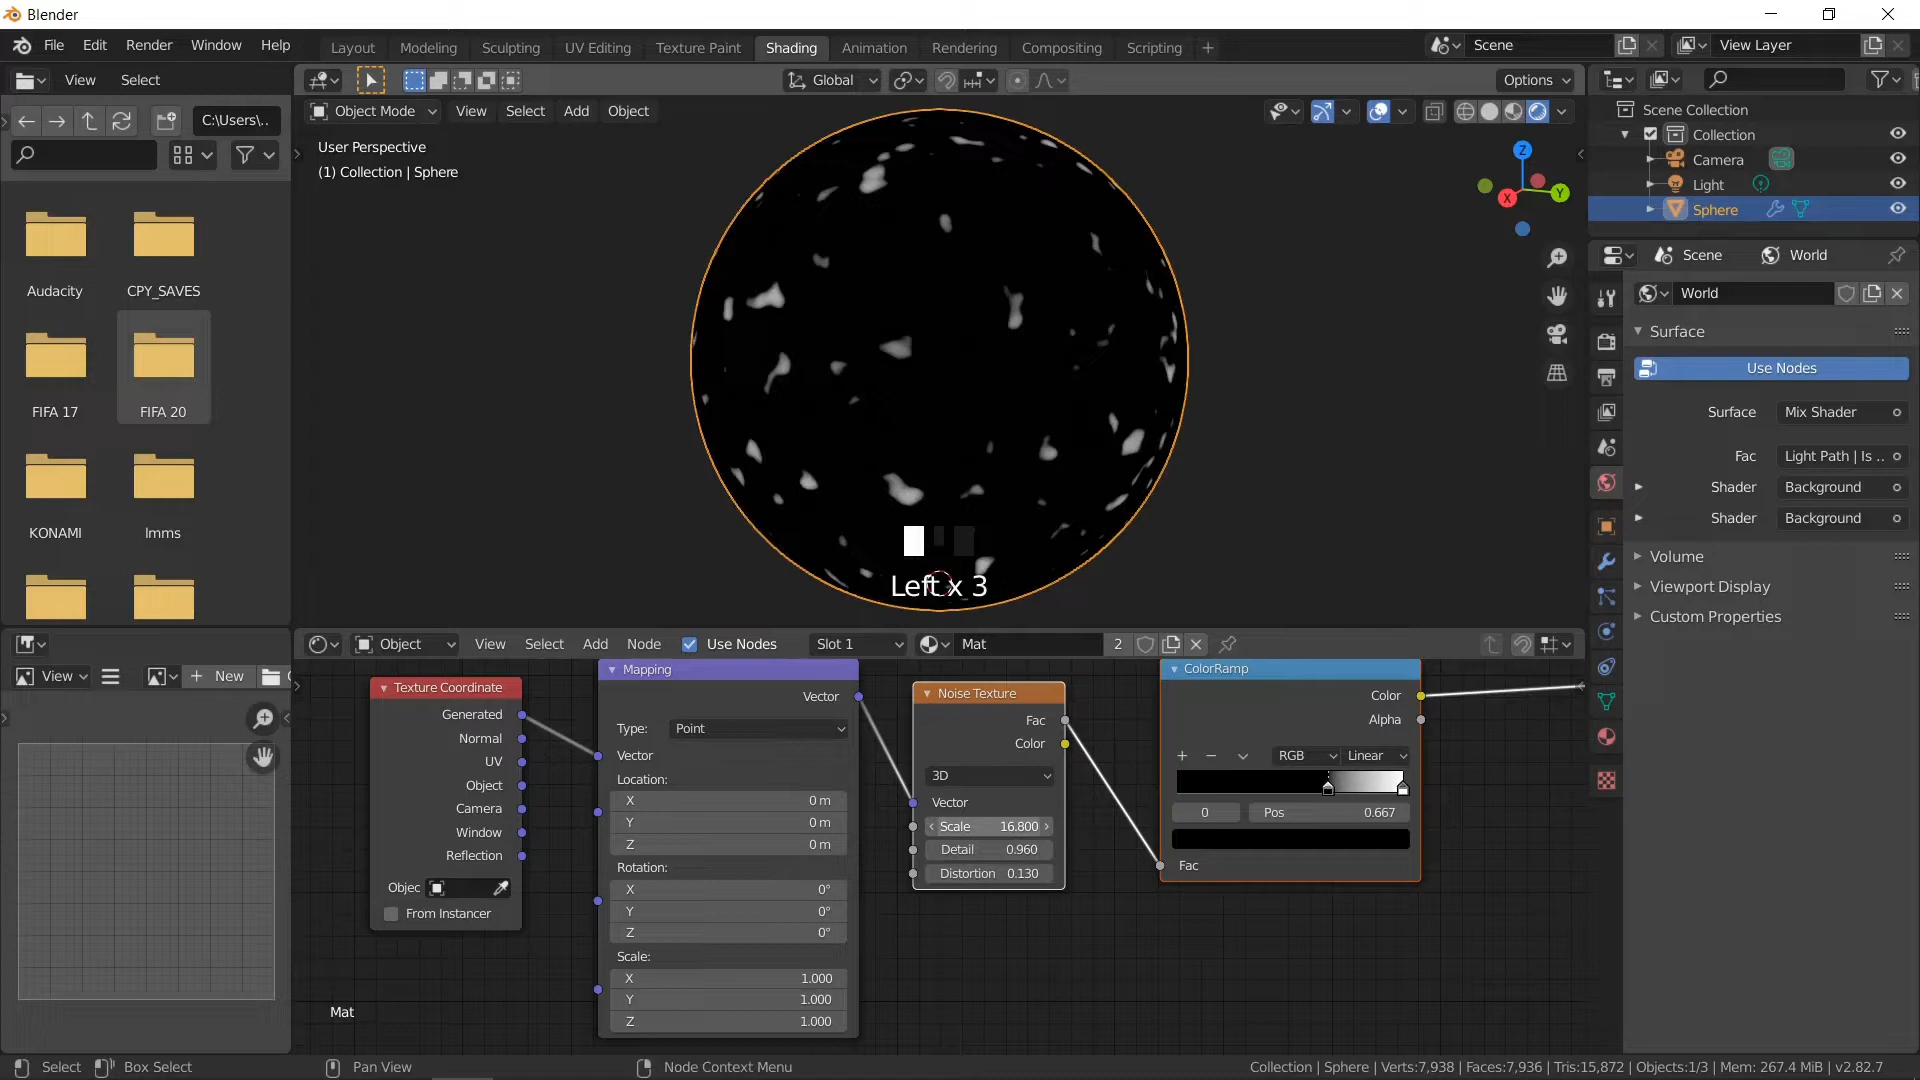 Blender
File Edit Render Window Help
Layout Modeling Sculpting UV Editing Texture Paint Shading Animation Rendering Compositing Scripting
Scene
View Layer
View Select
Global
Options
C:\Users\..
Object Mode View Select Add Object
User Perspective
(1) Collection | Sphere
Z
Y
X
Left x 3
Audacity
CPY_SAVES
FIFA 17
FIFA 20
KONAMI
lmms
Scene Collection
Collection
Camera
Light
Sphere
Scene World
World
Surface
Use Nodes
Surface Mix Shader
Fac Light Path | Is ..
Shader Background
Shader Background
Volume
Viewport Display
Custom Properties
View
New
Object View Select Add Node Use Nodes Slot 1 Mat 2
Texture Coordinate
Generated
Normal
UV
Object
Camera
Window
Reflection
Objec
From Instancer
Mapping
Vector
Type: Point
Vector
Location:
X 0 m
Y 0 m
Z 0 m
Rotation:
X 0°
Y 0°
Z 0°
Scale:
X 1.000
Y 1.000
Z 1.000
Noise Texture
Fac
Color
3D
Vector
Scale 16.800
Detail 0.960
Distortion 0.130
ColorRamp
Color
Alpha
RGB Linear
0 Pos 0.667
Fac
Mat
Select Box Select Pan View Node Context Menu
Collection | Sphere | Verts:7,938 | Faces:7,936 | Tris:15,872 | Objects:1/3 | Mem: 267.4 MiB | v2.82.7